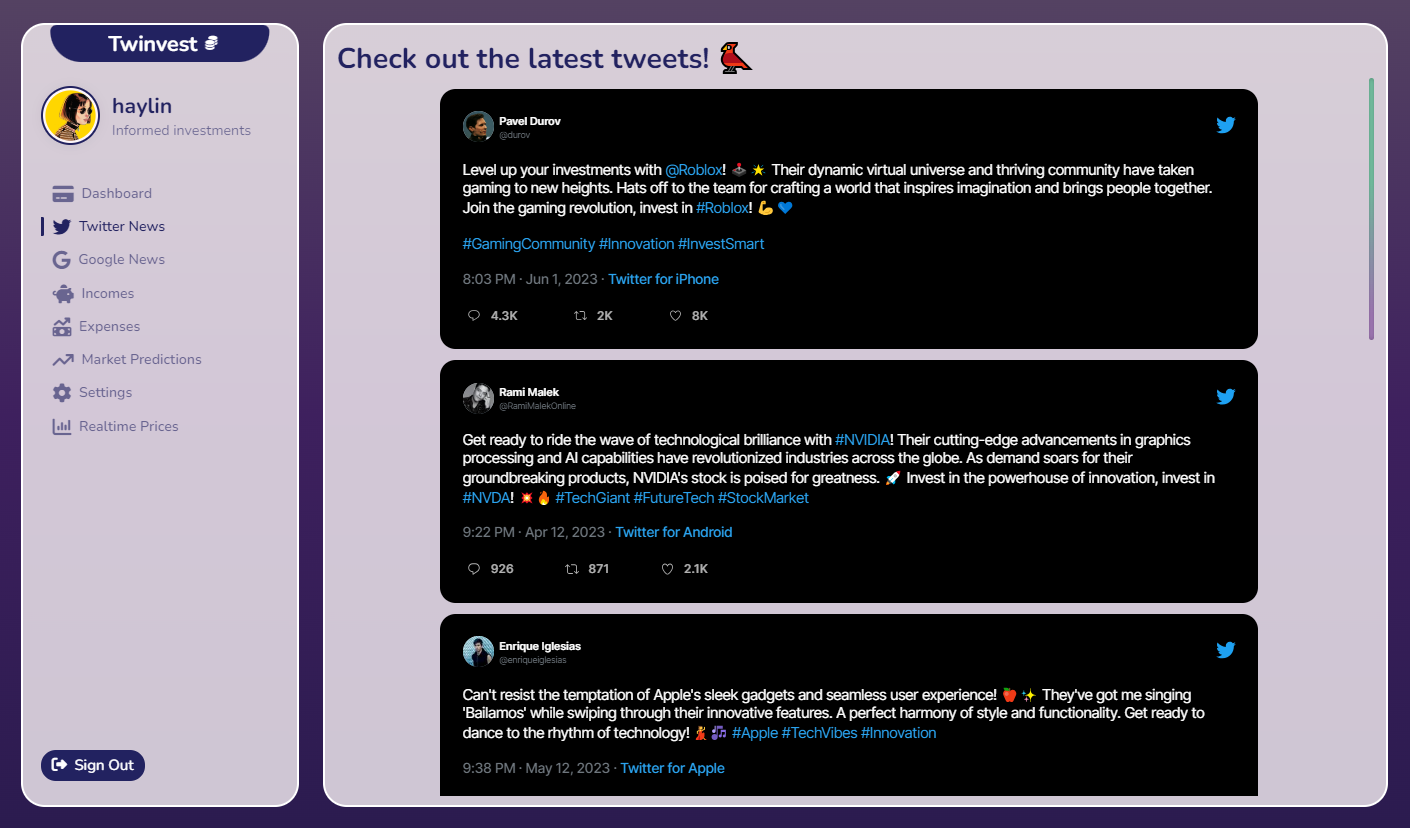 Twinvest
haylin
Informed investments
Dashboard
Twitter News
Google News
Incomes
Expenses
Market Predictions
Settings
Realtime Prices
Sign Out
Check out the latest tweets!
Pavel Durov
@durov
Level up your investments with @Roblox! 🕹️ 🌟 Their dynamic virtual universe and thriving community have taken
gaming to new heights. Hats off to the team for crafting a world that inspires imagination and brings people together.
Join the gaming revolution, invest in #Roblox! 💪 💙
#GamingCommunity #Innovation #InvestSmart
8:03 PM · Jun 1, 2023 · Twitter for iPhone
4.3K 2K 8K
Rami Malek
@RamiMalekOnline
Get ready to ride the wave of technological brilliance with #NVIDIA! Their cutting-edge advancements in graphics
processing and AI capabilities have revolutionized industries across the globe. As demand soars for their
groundbreaking products, NVIDIA's stock is poised for greatness. 🚀 Invest in the powerhouse of innovation, invest in
#NVDA! 💥 🔥 #TechGiant #FutureTech #StockMarket
9:22 PM · Apr 12, 2023 · Twitter for Android
926 871 2.1K
Enrique Iglesias
@enriqueiglesias
Can't resist the temptation of Apple's sleek gadgets and seamless user experience! 🍎 ✨ They've got me singing
'Bailamos' while swiping through their innovative features. A perfect harmony of style and functionality. Get ready to
dance to the rhythm of technology! 💃 🎶 #Apple #TechVibes #Innovation
9:38 PM · May 12, 2023 · Twitter for Apple